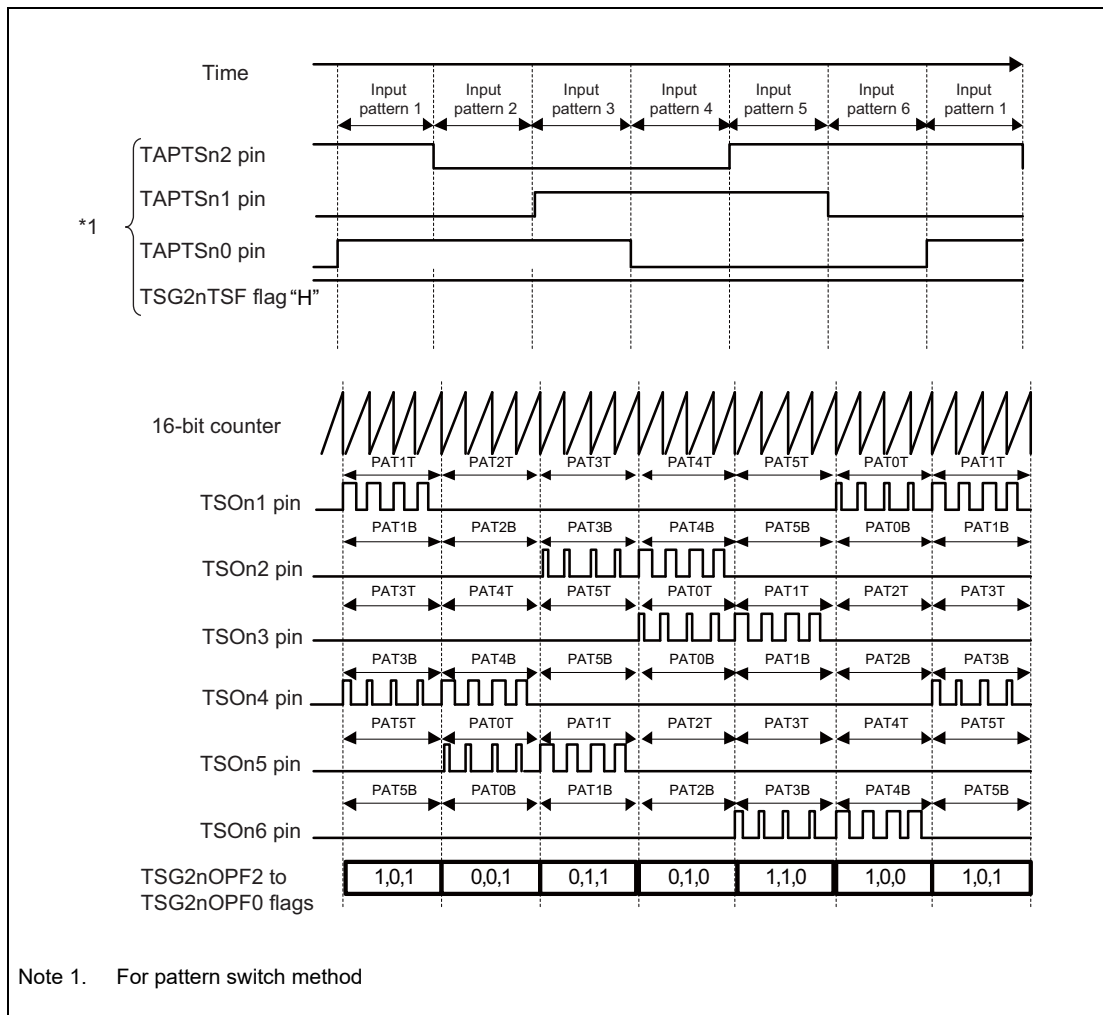 Time
Input pattern 1 Input pattern 2 Input pattern 3 Input pattern 4 Input pattern 5 Input pattern 6 Input pattern 1
*1
TAPTSn2 pin
TAPTSn1 pin
TAPTSn0 pin
TSG2nTSF flag "H"
16-bit counter
PAT1T PAT2T PAT3T PAT4T PAT5T PAT0T PAT1T
TSOn1 pin
PAT1B PAT2B PAT3B PAT4B PAT5B PAT0B PAT1B
TSOn2 pin
PAT3T PAT4T PAT5T PAT0T PAT1T PAT2T PAT3T
TSOn3 pin
PAT3B PAT4B PAT5B PAT0B PAT1B PAT2B PAT3B
TSOn4 pin
PAT5T PAT0T PAT1T PAT2T PAT3T PAT4T PAT5T
TSOn5 pin
PAT5B PAT0B PAT1B PAT2B PAT3B PAT4B PAT5B
TSOn6 pin
TSG2nOPF2 to
TSG2nOPF0 flags
1,0,1 0,0,1 0,1,1 0,1,0 1,1,0 1,0,0 1,0,1
Note 1. For pattern switch method